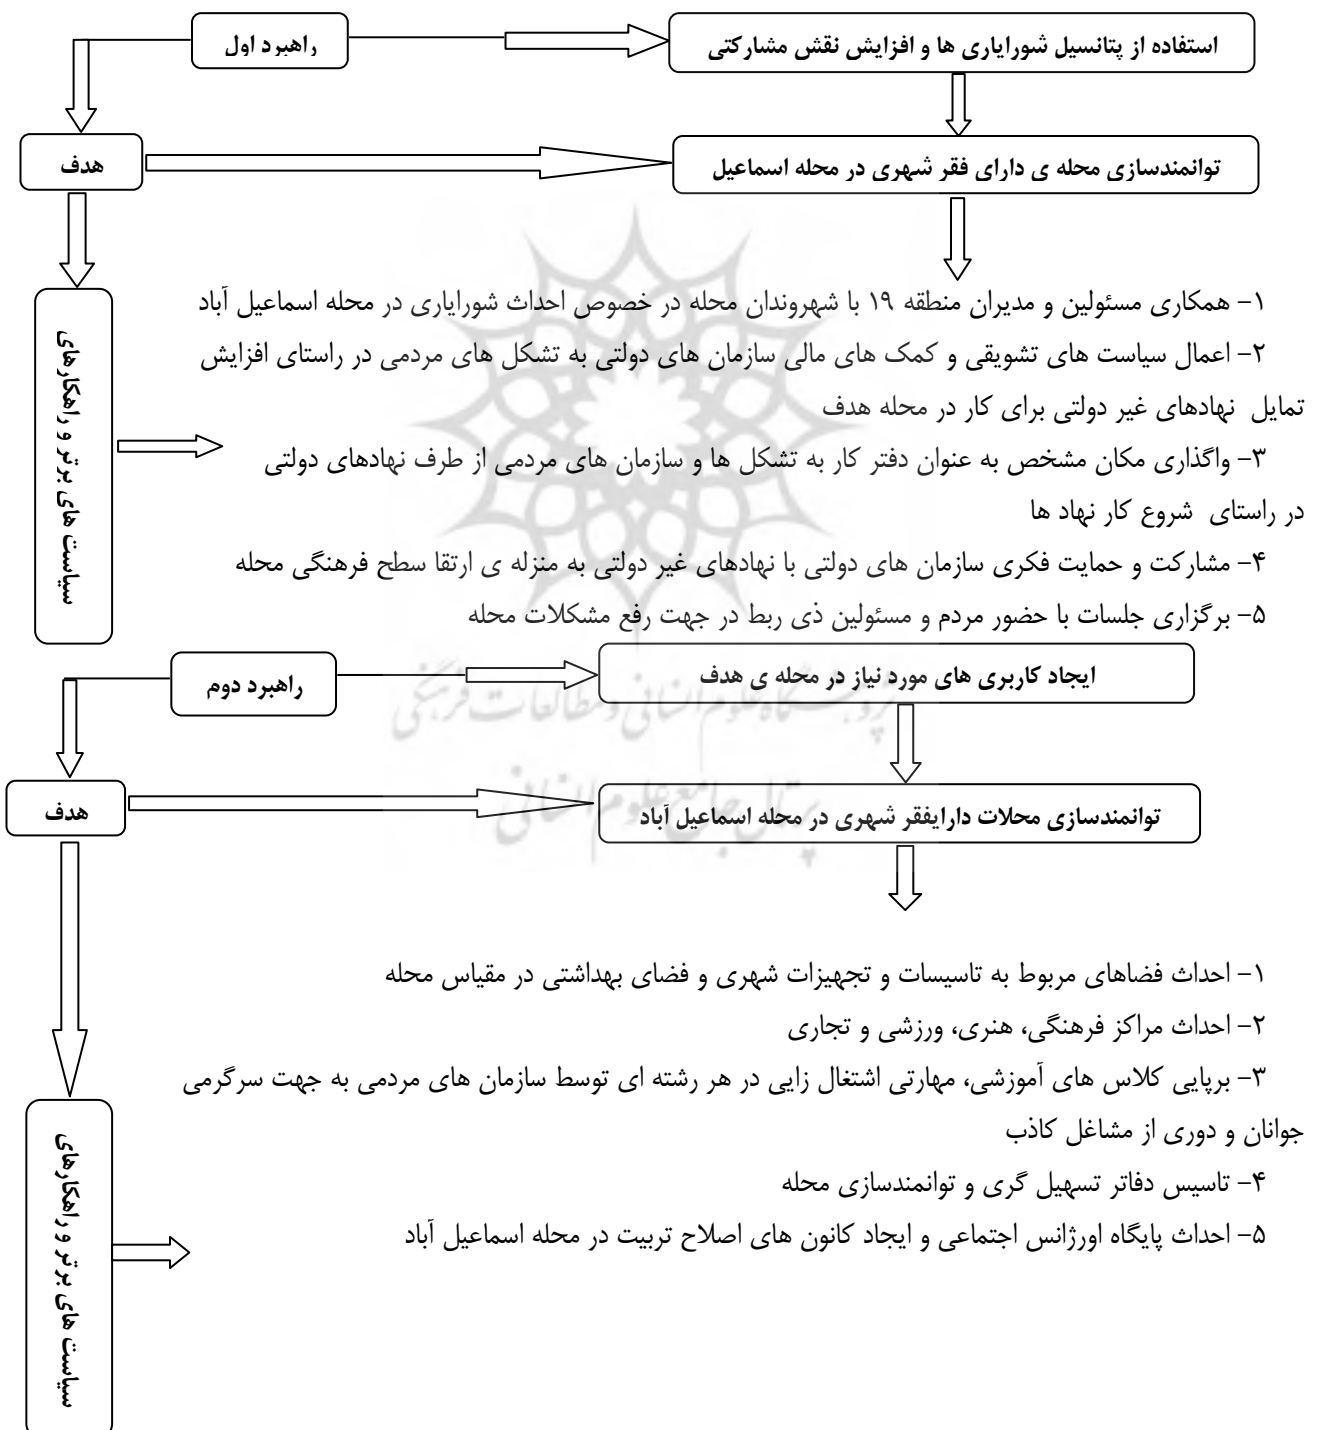 راهبرد اول
استفاده از پتانسیل شورایاری ها و افزایش نقش مشارکتی
هدف
توانمندسازی محله ی دارای فقر شهری در محله اسماعیل
سیاست های برتر و راهکارهای
۱- همکاری مسئولین و مدیران منطقه ۱۹ با شهروندان محله در خصوص احداث شورایاری در محله اسماعیل آباد
۲- اعمال سیاست های تشویقی و کمک های مالی سازمان های دولتی به تشکل های مردمی در راستای افزایش
تمایل نهادهای غیر دولتی برای کار در محله هدف
۳- واگذاری مکان مشخص به عنوان دفتر کار به تشکل ها و سازمان های مردمی از طرف نهادهای دولتی
در راستای شروع کار نهاد ها
۴- مشارکت و حمایت فکری سازمان های دولتی با نهادهای غیر دولتی به منزله ی ارتقا سطح فرهنگی محله
۵- برگزاری جلسات با حضور مردم و مسئولین ذی ربط در جهت رفع مشکلات محله
راهبرد دوم
ایجاد کاربری های مورد نیاز در محله ی هدف
پژوهشگاه علوم انسانی و مطالعات فرهنگی
پرتال جامع علوم انسانی
هدف
توانمندسازی محلات دارایفقر شهری در محله اسماعیل آباد
سیاست های برتر و راهکارهای
۱- احداث فضاهای مربوط به تاسیسات و تجهیزات شهری و فضای بهداشتی در مقیاس محله
۲- احداث مراکز فرهنگی، هنری، ورزشی و تجاری
۳- برپایی کلاس های آموزشی، مهارتی اشتغال زایی در هر رشته ای توسط سازمان های مردمی به جهت سرگرمی
جوانان و دوری از مشاغل کاذب
۴- تاسیس دفاتر تسهیل گری و توانمندسازی محله
۵- احداث پایگاه اورژانس اجتماعی و ایجاد کانون های اصلاح تربیت در محله اسماعیل آباد